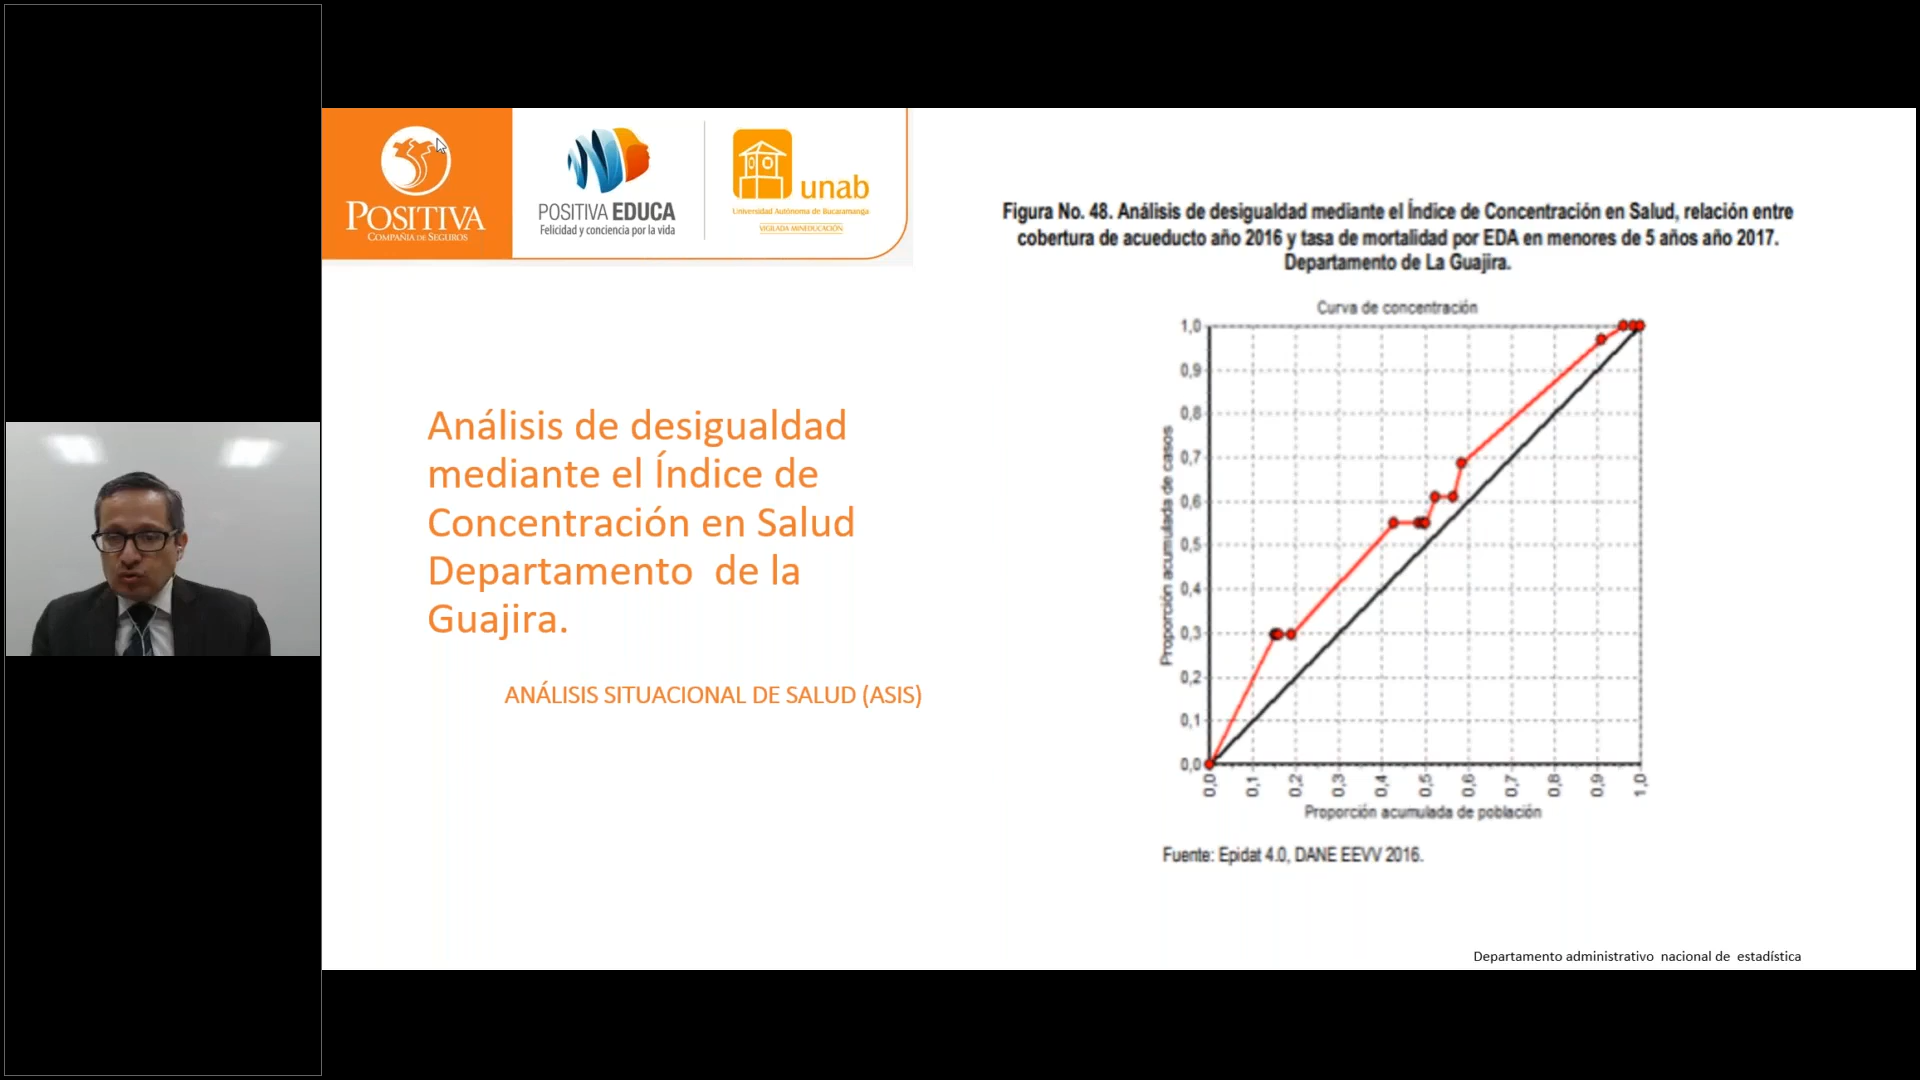 POSITIVA
COMPAÑIA DE SEGUROS
POSITIVA EDUCA
Felicidad y conciencia por la vida
unab
Universidad Autónoma de Bucaramanga
VIGILADA MINEDUCACIÓN
Análisis de desigualdad
mediante el Índice de
Concentración en Salud
Departamento de la
Guajira.
ANÁLISIS SITUACIONAL DE SALUD (ASIS)
Figura No. 48. Análisis de desigualdad mediante el Índice de Concentración en Salud, relación entre
cobertura de acueducto año 2016 y tasa de mortalidad por EDA en menores de 5 años año 2017.
Departamento de La Guajira.
Curva de concentración
Proporción acumulada de casos
1,0
0,9
0,8
0,7
0,6
0,5
0,4
0,3
0,2
0,1
0,0
0,0 0,1 0,2 0,3 0,4 0,5 0,6 0,7 0,8 0,9 1,0
Proporción acumulada de población
Fuente: Epidat 4.0, DANE EEVV 2016.
Departamento administrativo nacional de estadística